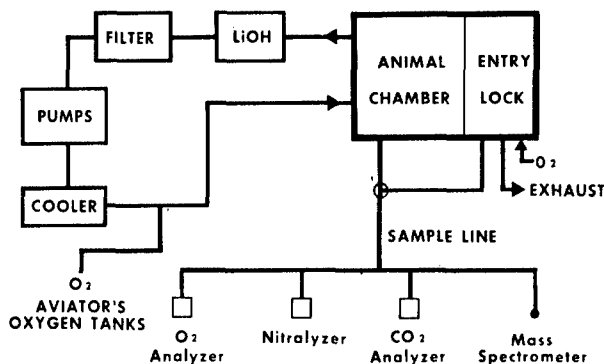 FILTER
LiOH
ANIMAL
CHAMBER
ENTRY
LOCK
PUMPS
COOLER
O2
EXHAUST
SAMPLE LINE
O2
AVIATOR'S
OXYGEN TANKS
O2
Analyzer
Nitralyzer
CO2
Analyzer
Mass
Spectrometer